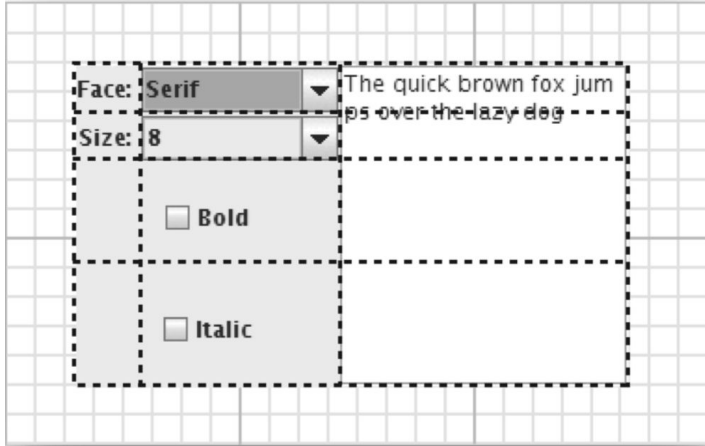 Face: Serif
The quick brown fox jum
ps over the lazy dog
Size: 8
Bold
Italic